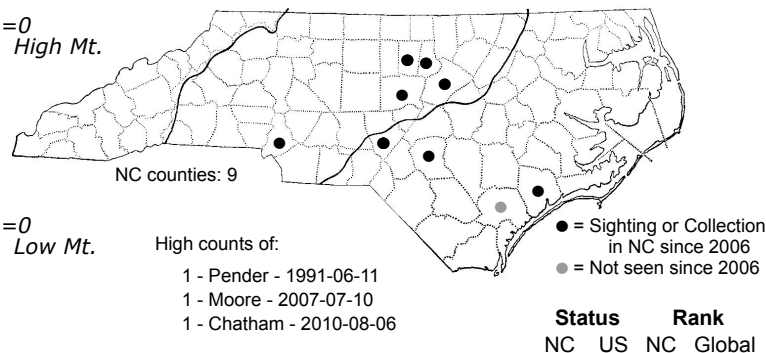 =0
High Mt.
NC counties: 9
=0
Low Mt.
High counts of:
1 - Pender - 1991-06-11
1 - Moore - 2007-07-10
1 - Chatham - 2010-08-06
= Sighting or Collection
in NC since 2006
= Not seen since 2006
Status Rank
NC US NC Global